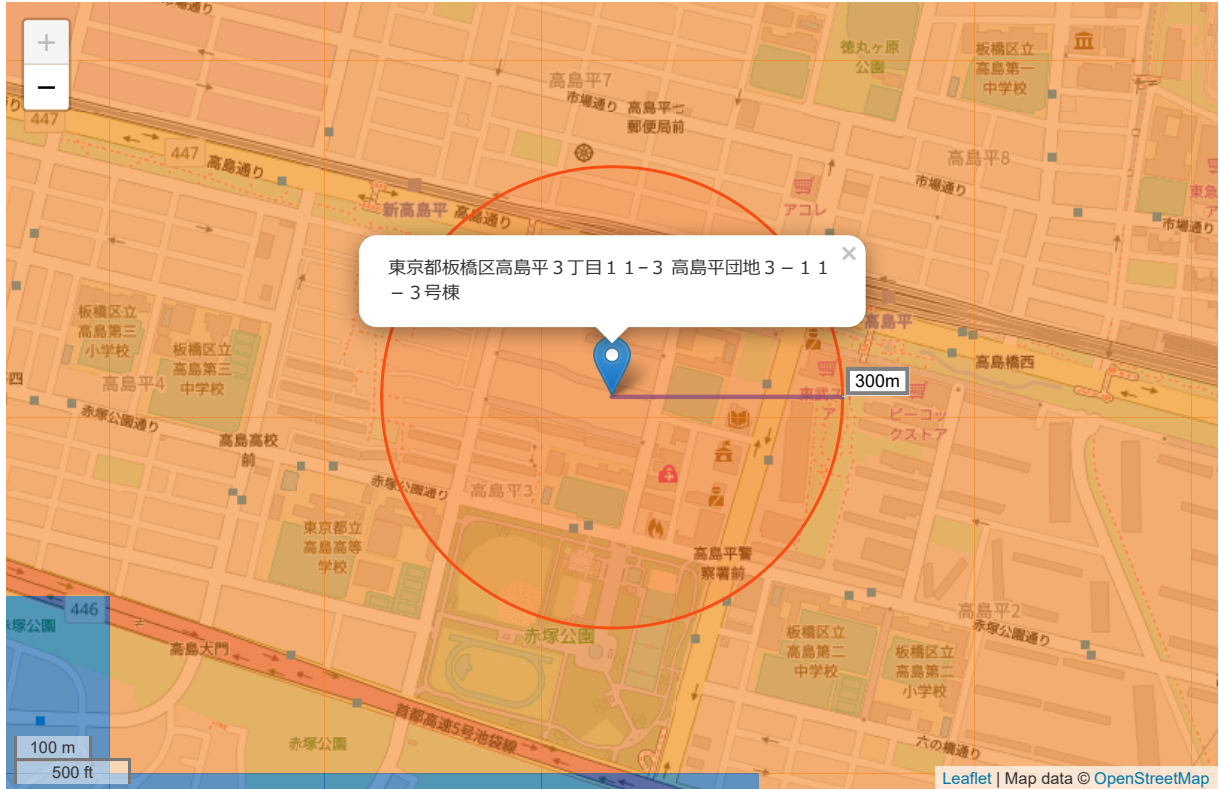 市場通り
徳丸ヶ原
公園
板橋区立
高島第一
中学校
+
−
高島平7
市場通り
高島平七
郵便局前
447
447
高島通り
高島平8
市場通り
東急
ア
アコレ
市場通り
新高島平
高島通り
東京都板橋区高島平３丁目１１−３ 高島平団地３－１１
－３号棟
×
板橋区立
高島第三
小学校
板橋区立
高島第三
中学校
高島平
高島橋西
四
高島平4
東武ス
ア
300m
ピーコッ
クストア
赤塚公園通り
高島高校
前
赤塚公園通り
高島平3
東京都立
高島高等
学校
高島平警
察署前
446
赤塚公園
高島大門
赤塚公園
高島平2
赤塚公園通り
板橋区立
高島第二
中学校
板橋区立
高島第二
小学校
首都高速5号池袋線
赤塚公園
六の橋通り
100 m
500 ft
Leaflet | Map data © OpenStreetMap